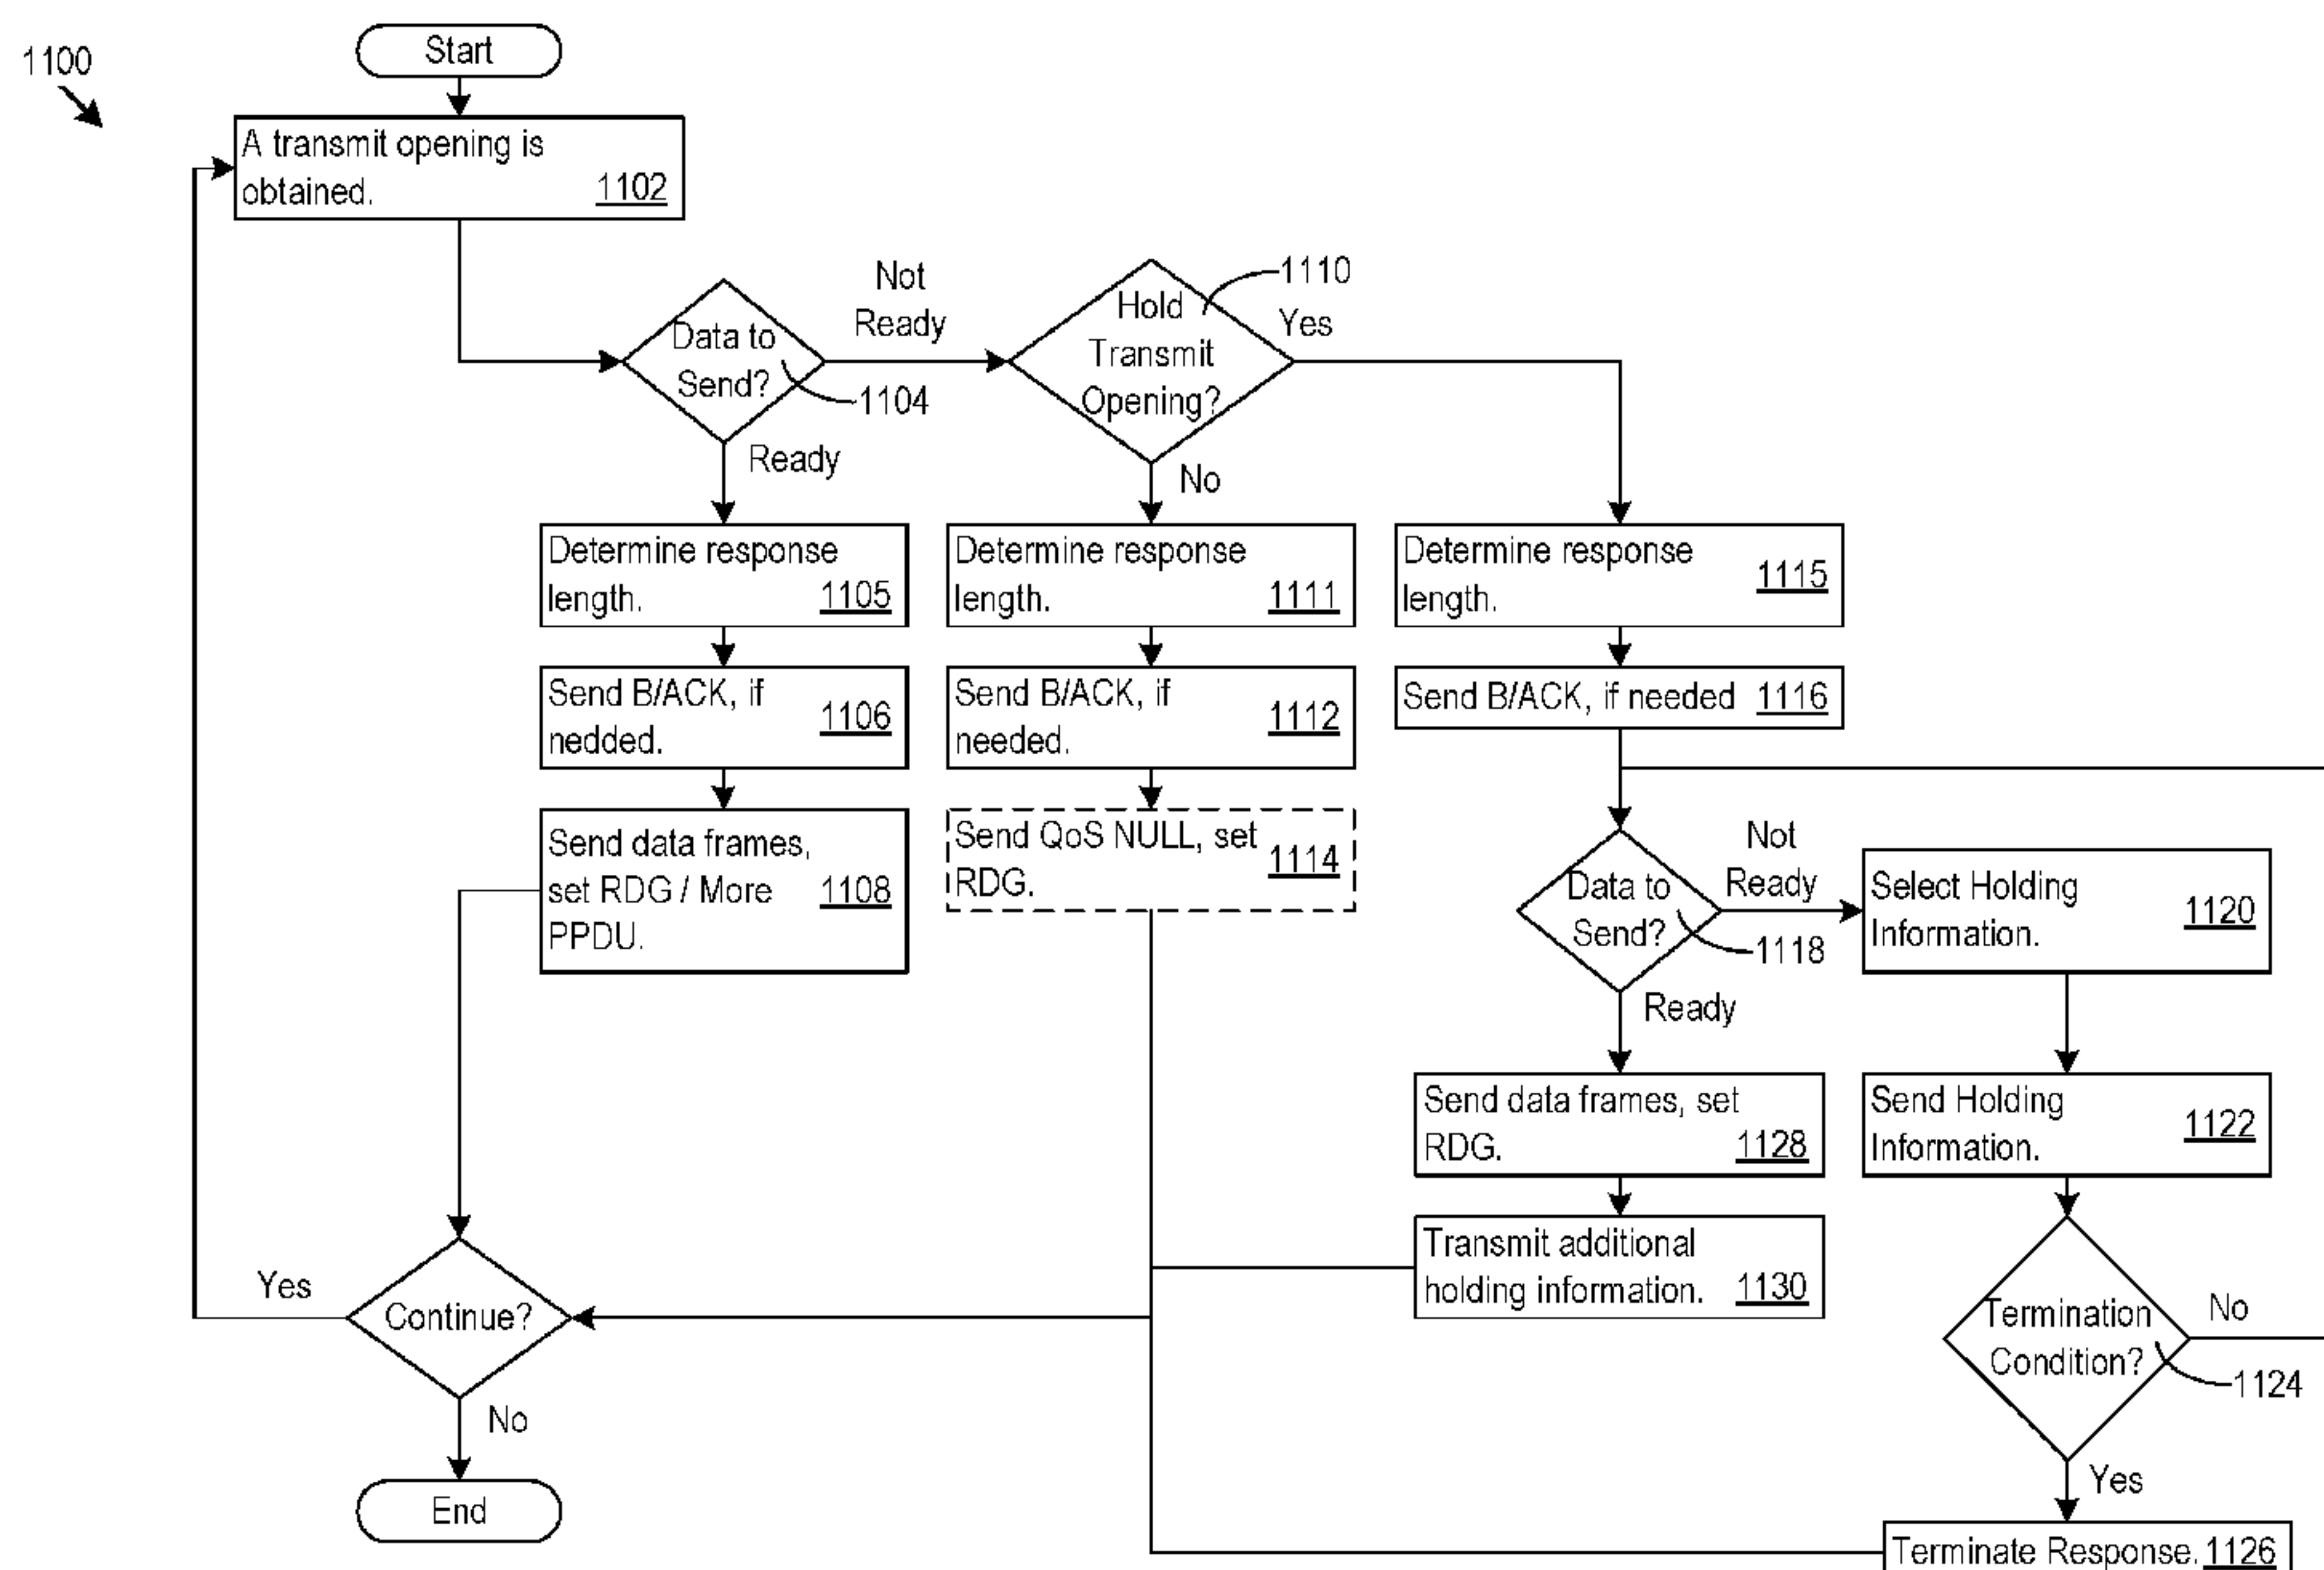 1100
Start
A transmit opening is
obtained. 1102
Data to
Send?
1104
Not
Ready
Ready
Hold
Transmit
Opening?
1110
Yes
No
Determine response
length. 1105
Send B/ACK, if
nedded. 1106
Send data frames,
set RDG / More
PPDU. 1108
Determine response
length. 1111
Send B/ACK, if
needed. 1112
Send QoS NULL, set
RDG. 1114
Determine response
length. 1115
Send B/ACK, if needed 1116
Data to
Send?
1118
Not
Ready
Ready
Select Holding
Information. 1120
Send Holding
Information. 1122
Send data frames, set
RDG. 1128
Transmit additional
holding information. 1130
Termination
Condition?
1124
No
Yes
Terminate Response. 1126
Continue?
Yes
No
End